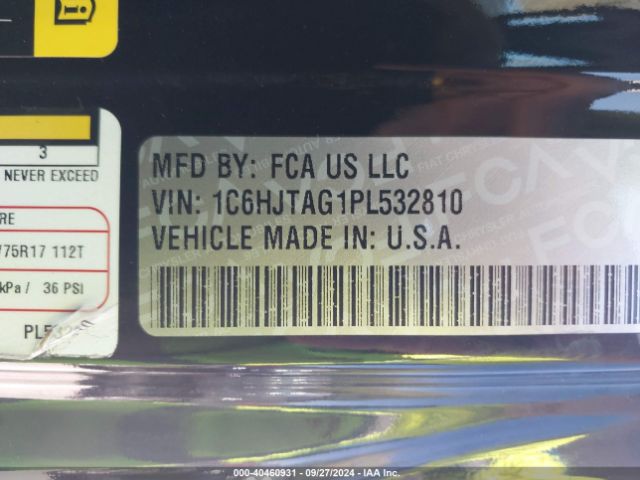 3
NEVER EXCEED
RE
75R17 112T
kPa / 36 PSI
MFD BY: FCA US LLC
VIN: 1C6HJTAG1PL532810
VEHICLE MADE IN: U.S.A.
0-40460931 - 09/27/2024 - IAA Inc.